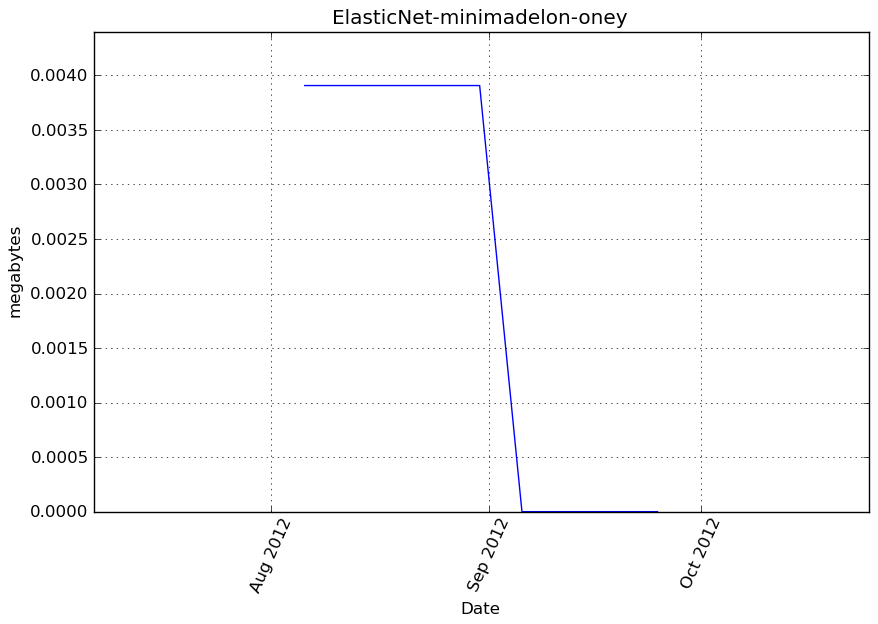 ElasticNet-minimadelon-oney
0.0040
0.0035
0.0030
0.0025
0.0020
0.0015
0.0010
0.0005
0.0000
megabytes
Aug 2012
Sep 2012
Oct 2012
Date